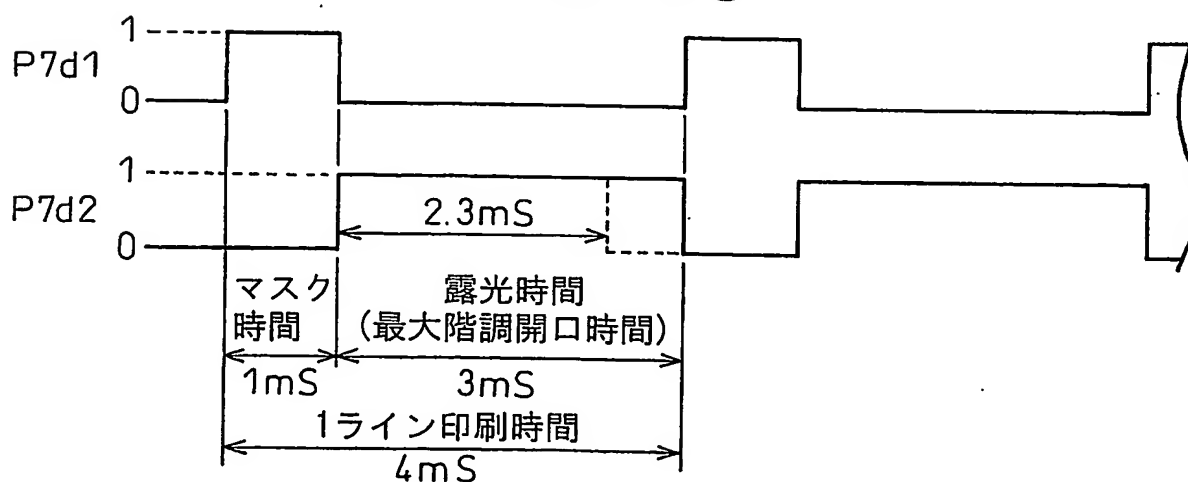 P7d1
1
0
P7d2
1
0
2.3mS
マスク
時間
露光時間
(最大階調開口時間)
1mS
3mS
1ライン印刷時間
4mS